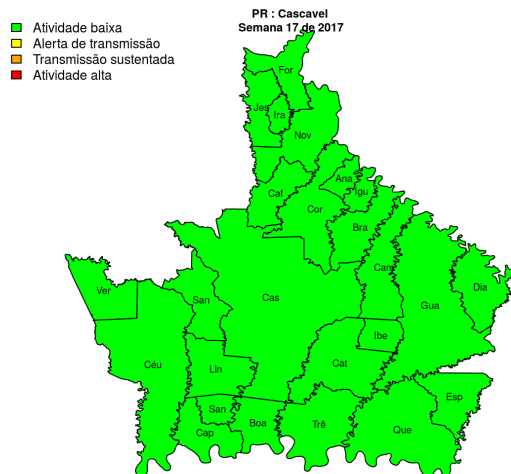 PR : Cascavel
Semana 17 de 2017
Atividade baixa
Alerta de transmissão
Transmissão sustentada
Atividade alta
For
Jes
Ira
Nov
Ana
Igu
Caf
Cor
Bra
Cam
Dia
Ver
San
Cas
Gua
Ibe
Céu
Lin
Cat
Esp
San
Boa
Trê
Cap
Que